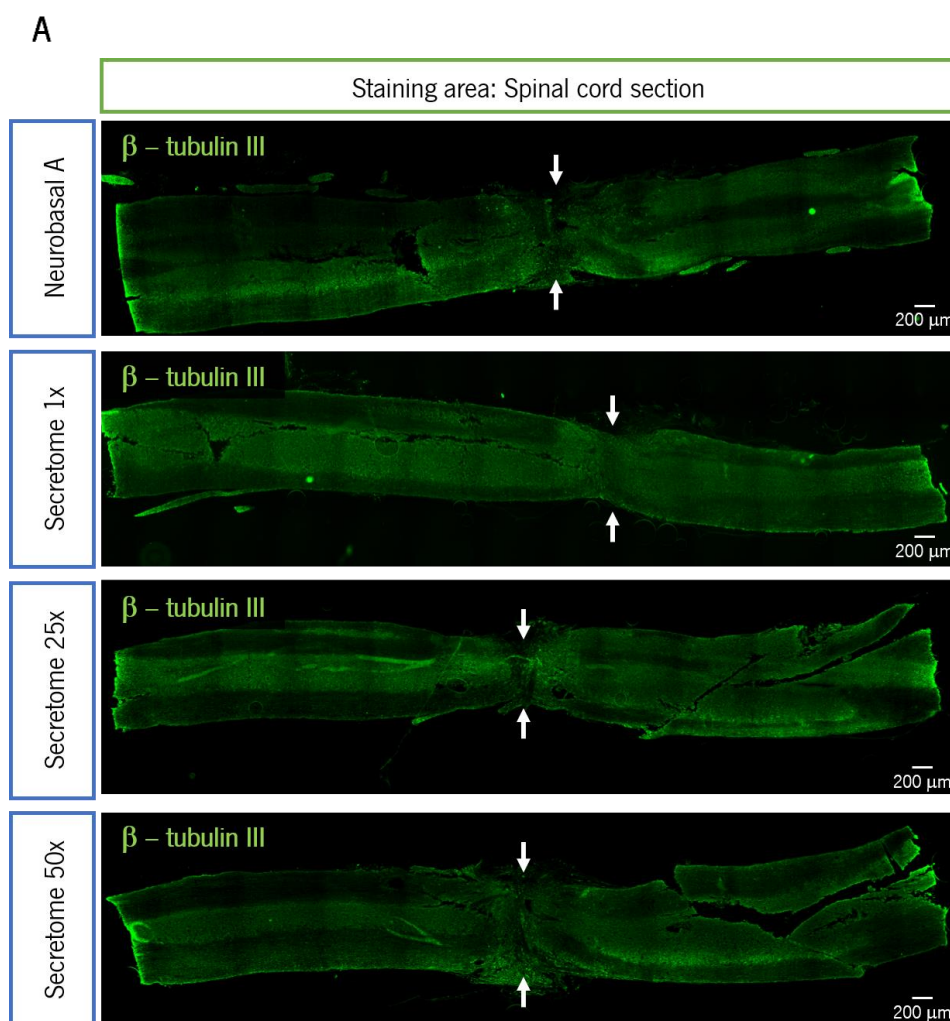 A
Staining area: Spinal cord section
Neurobasal A
β – tubulin III
200 μm
Secretome 1x
β – tubulin III
200 μm
Secretome 25x
β – tubulin III
200 μm
Secretome 50x
β – tubulin III
200 μm